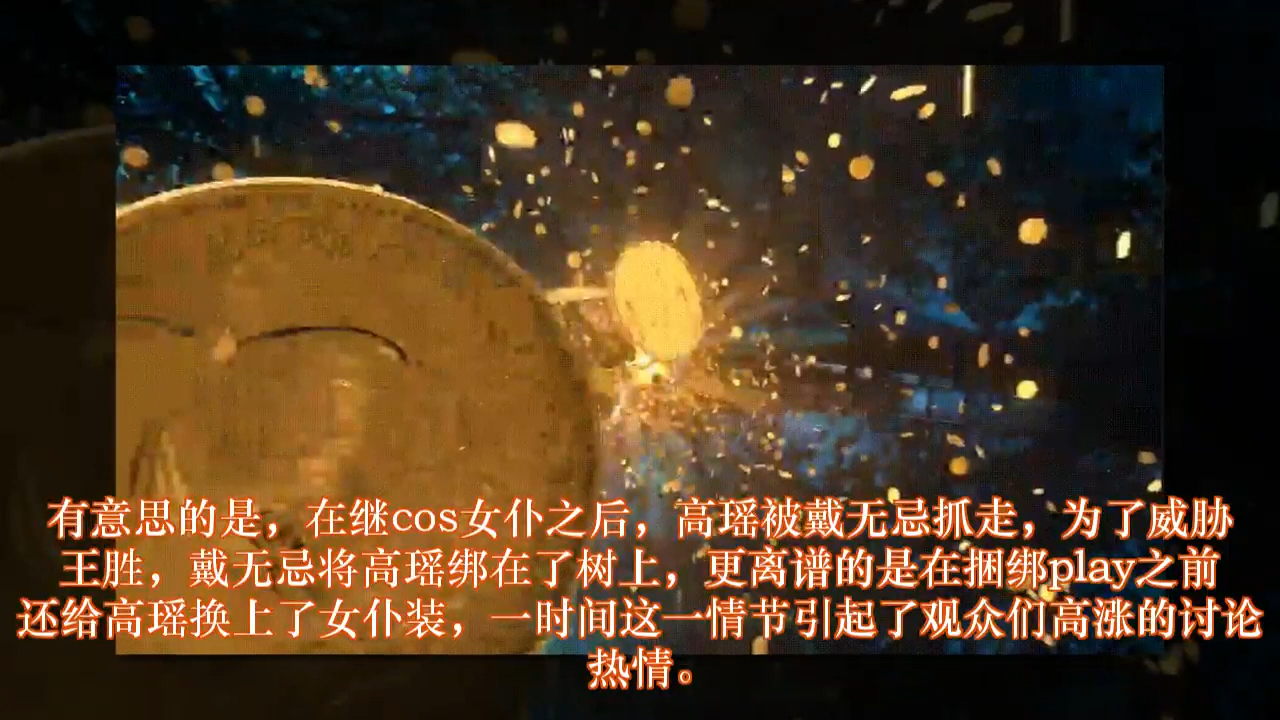 有意思的是，在继cos女仆之后，高瑶被戴无忌抓走，为了威胁
王胜，戴无忌将高瑶绑在了树上，更离谱的是在捆绑play之前
还给高瑶换上了女仆装，一时间这一情节引起了观众们高涨的讨论
热情。